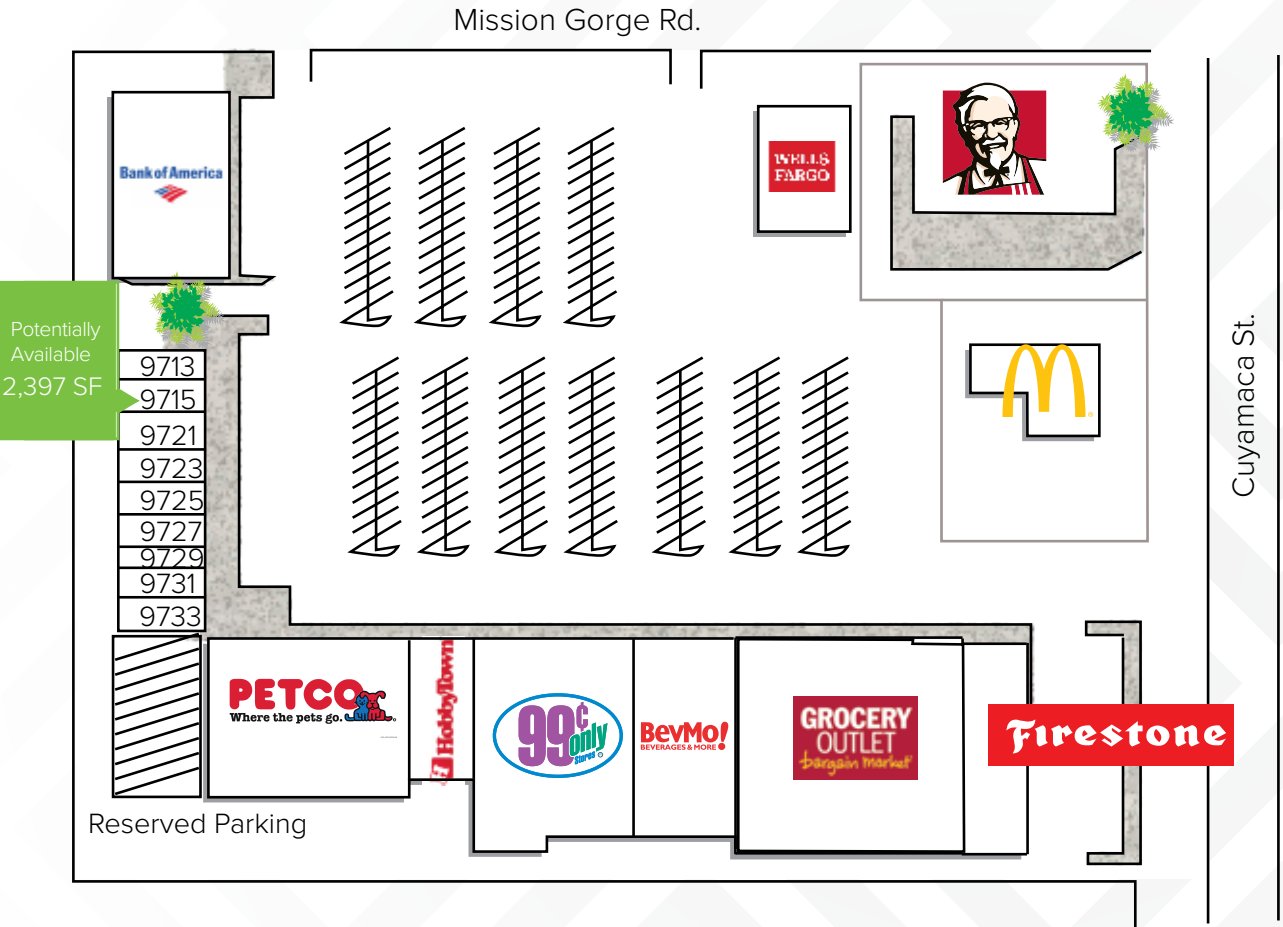 Mission Gorge Rd.
Bank of America
WELLS
FARGO
Potentially
Available
2,397 SF
9713
9715
9721
9723
9725
9727
9729
9731
9733
Cuyamaca St.
PETCO
Where the pets go.
HobbyTown
99¢
only
Stores
BevMo!
BEVERAGES & MORE!
GROCERY
OUTLET
bargain market
Firestone
Reserved Parking